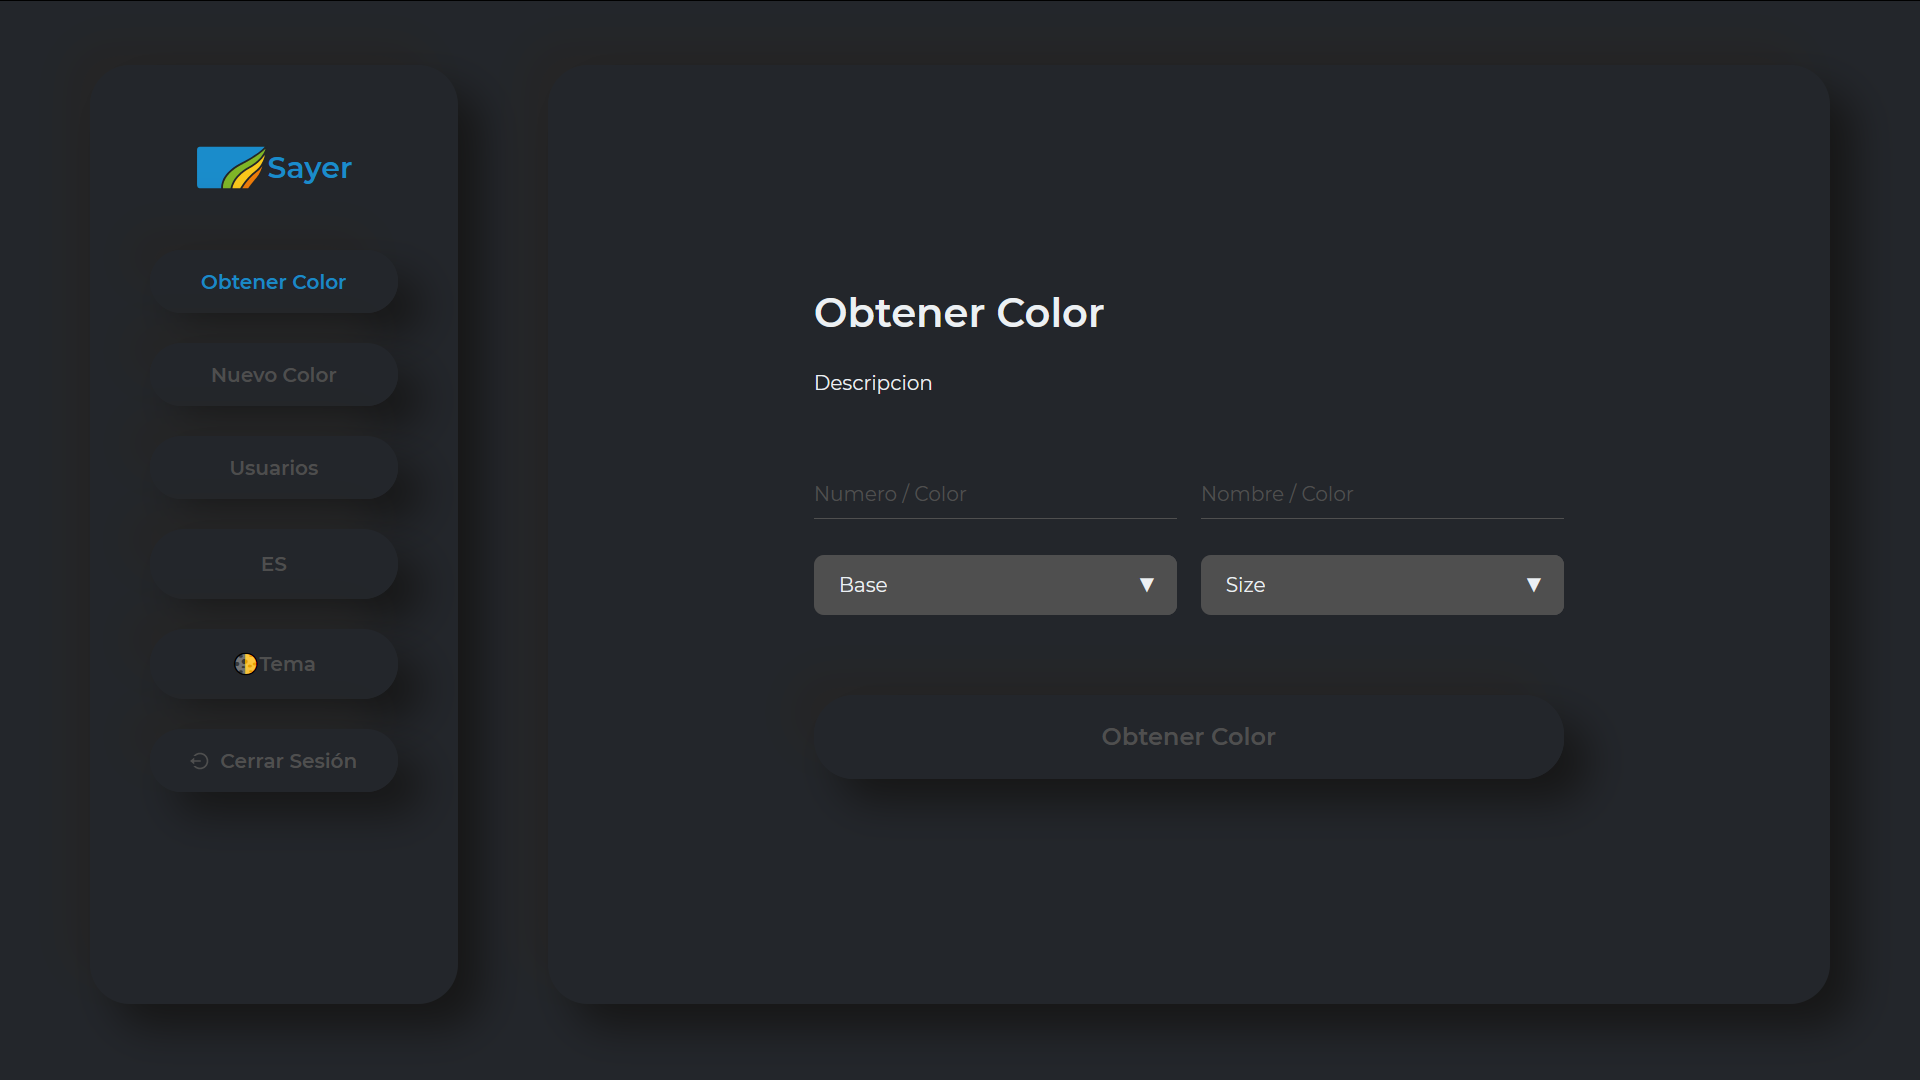 Sayer
Obtener Color
Nuevo Color
Usuarios
ES
Tema
Cerrar Sesión
Obtener Color
Descripcion
Numero / Color
Nombre / Color
Base
Size
Obtener Color